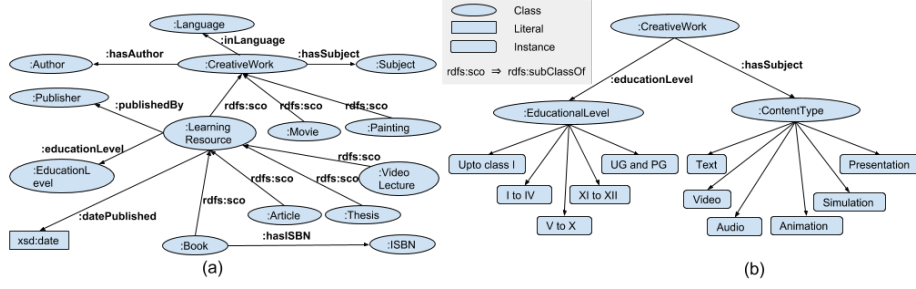 :Language
:inLanguage
:hasAuthor
:hasSubject
:Author
:CreativeWork
:Subject
:Publisher
:publishedBy
rdfs:sco
rdfs:sco
rdfs:sco
:Learning
Resource
:Movie
:Painting
:educationLevel
:EducationL
evel
rdfs:sco
:Video
Lecture
rdfs:sco
rdfs:sco
:datePublished
rdfs:sco
:Article
:Thesis
xsd:date
:Book
:hasISBN
:ISBN
(a)
Class
Literal
Instance
rdfs:sco ⇒ rdfs:subClassOf
:CreativeWork
:educationLevel
:hasSubject
:EducationalLevel
:ContentType
Upto class I
UG and PG
Text
Presentation
I to IV
XI to XII
Video
Simulation
V to X
Audio
Animation
(b)